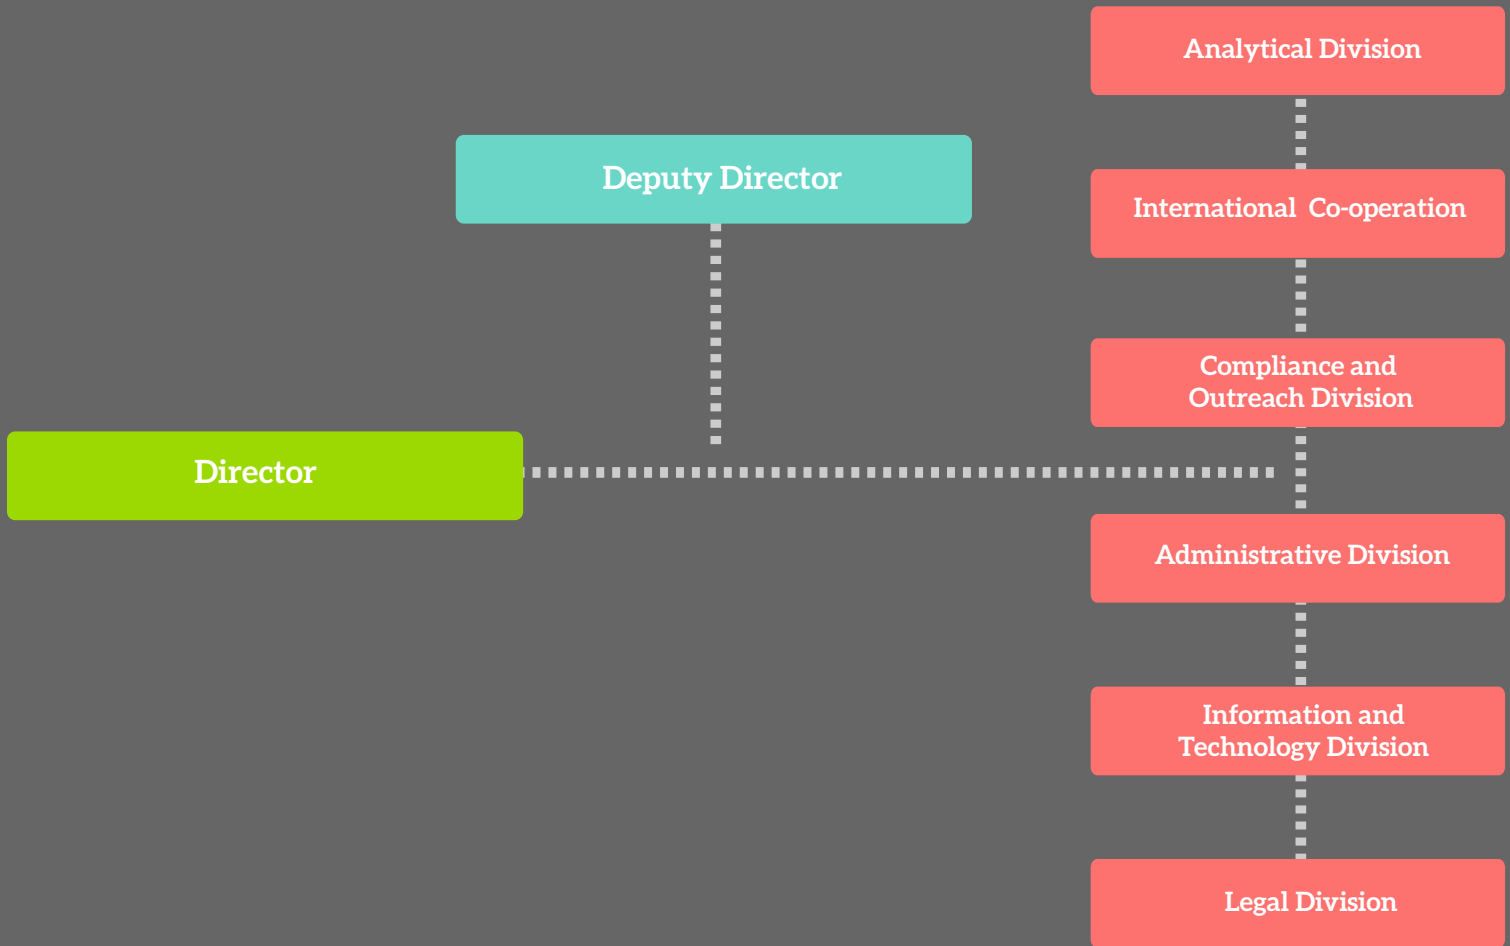 Analytical Division
Deputy Director
International  Co-operation
Compliance and
Outreach Division
Director
Administrative Division
Information and
Technology Division
Legal Division